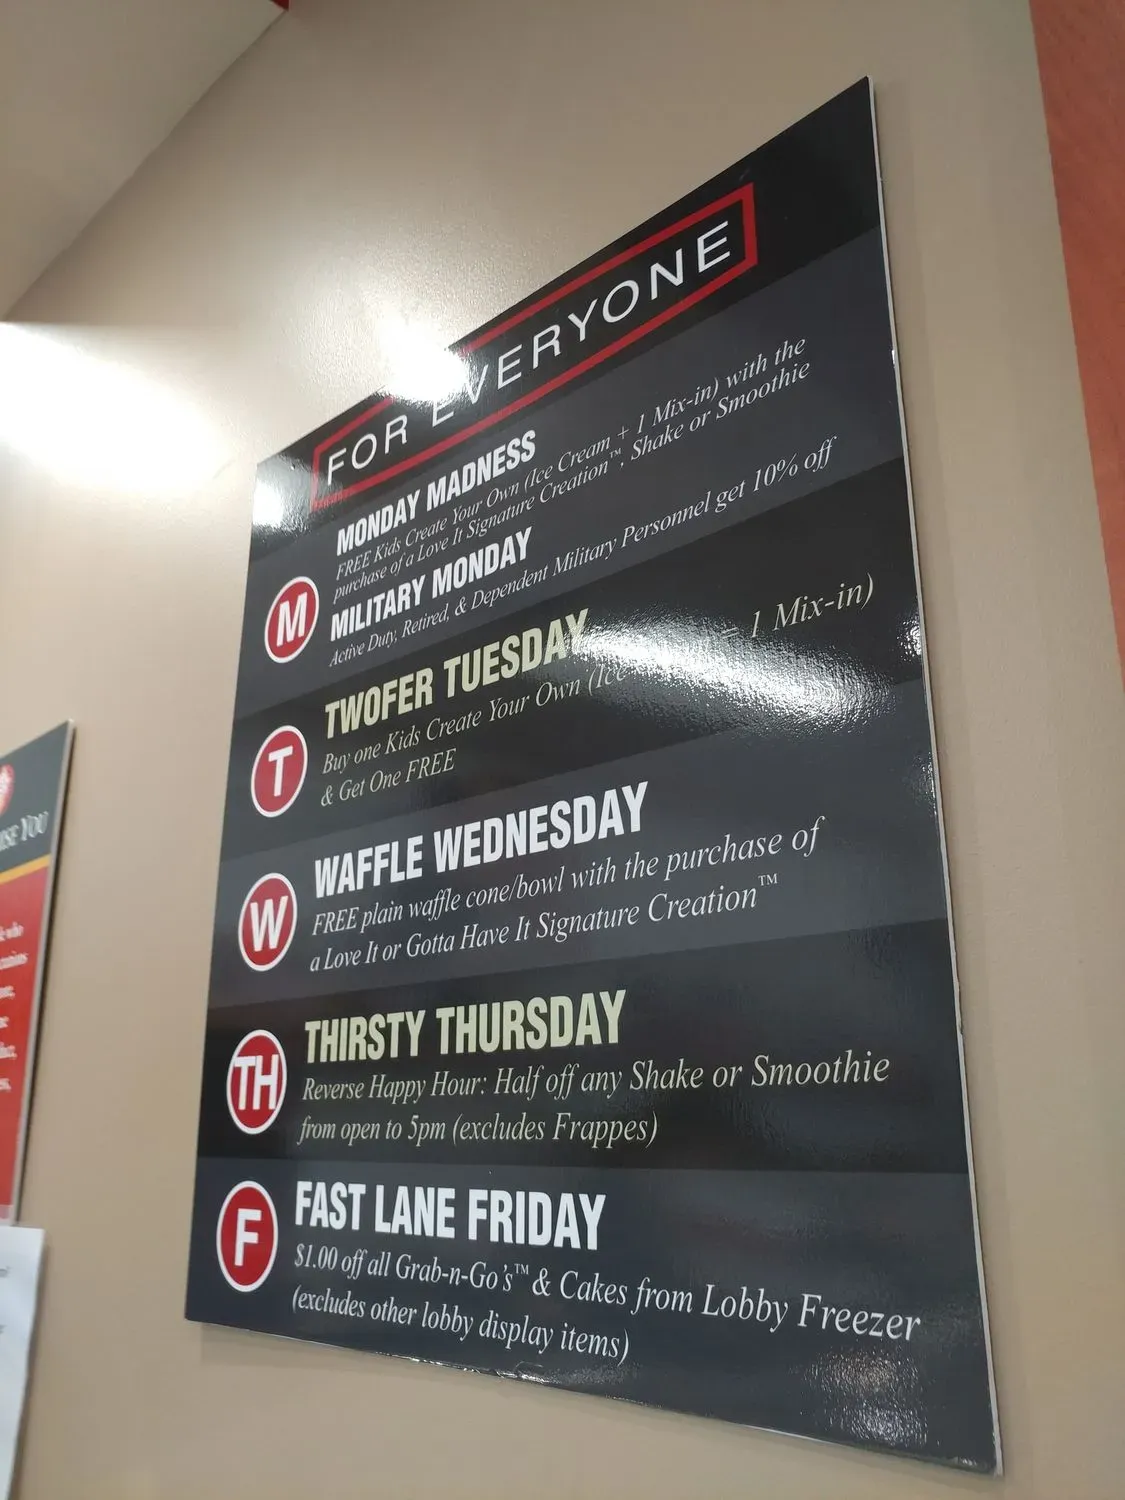 FOR EVERYONE
M
MONDAY MADNESS
FREE Kids Create Your Own (Ice Cream + 1 Mix-in) with the
purchase of a Love It Signature Creation™, Shake or Smoothie
MILITARY MONDAY
Active Duty, Retired, & Dependent Military Personnel get 10% off
T
TWOFER TUESDAY
Buy one Kids Create Your Own (Ice 1 Mix-in)
& Get One FREE
W
WAFFLE WEDNESDAY
FREE plain waffle cone/bowl with the purchase of
a Love It or Gotta Have It Signature Creation™
TH
THIRSTY THURSDAY
Reverse Happy Hour: Half off any Shake or Smoothie
from open to 5pm (excludes Frappes)
F
FAST LANE FRIDAY
$1.00 off all Grab-n-Go's™ & Cakes from Lobby Freezer
(excludes other lobby display items)
YOU
who